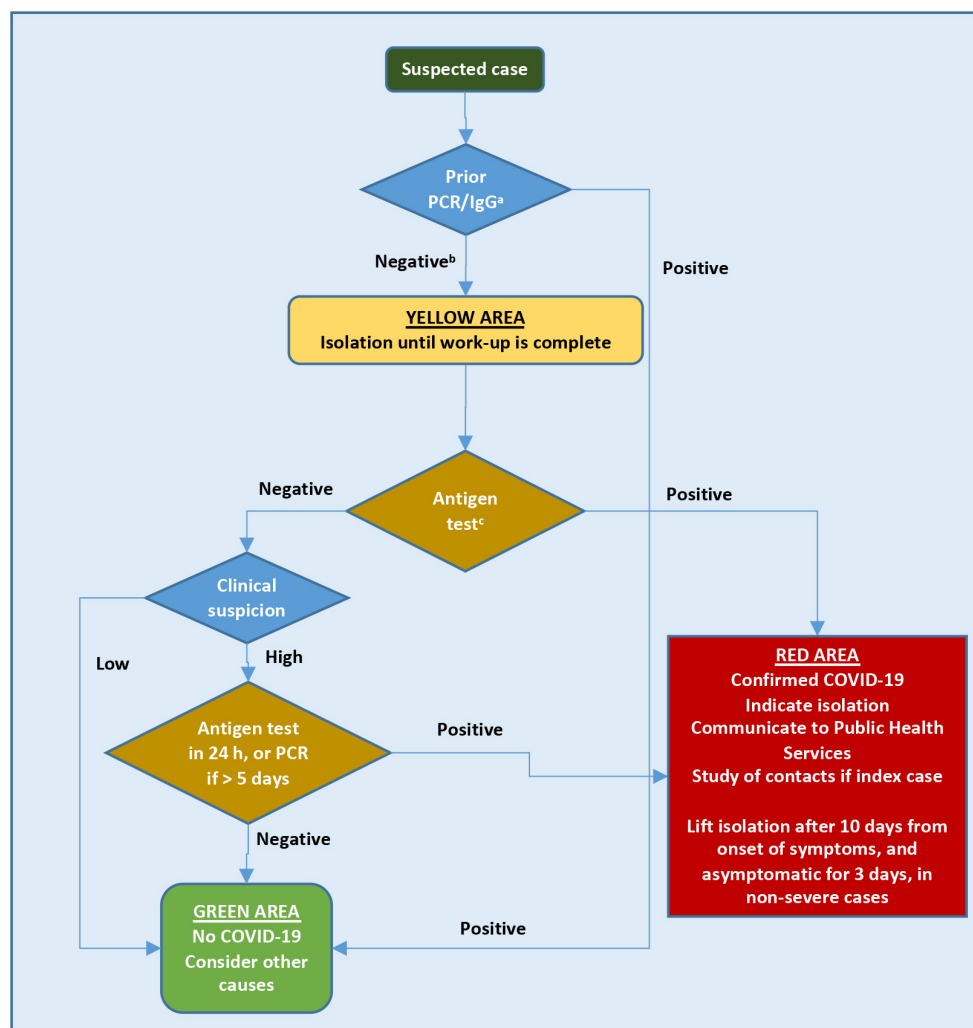 Suspected case
Prior
PCR/IgGᵃ
Negativeᵇ
Positive
YELLOW AREA
Isolation until work-up is complete
Negative
Antigen
testᶜ
Positive
Clinical
suspicion
Low
High
Antigen test
in 24 h, or PCR
if > 5 days
Positive
Negative
RED AREA
Confirmed COVID-19
Indicate isolation
Communicate to Public Health
Services
Study of contacts if index case
Lift isolation after 10 days from
onset of symptoms, and
asymptomatic for 3 days, in
non-severe cases
GREEN AREA
No COVID-19
Consider other
causes
Positive